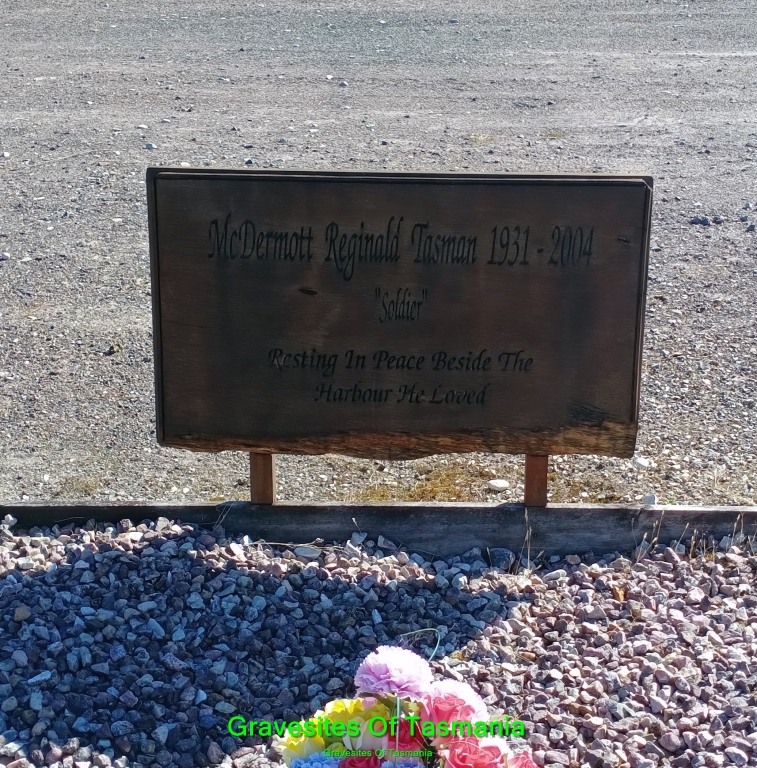 McDermott Reginald Tasman 1931 - 2004
"Soldier"
Resting In Peace Beside The
Harbour He Loved
Gravesites Of Tasmania
Gravesites Of Tasmania